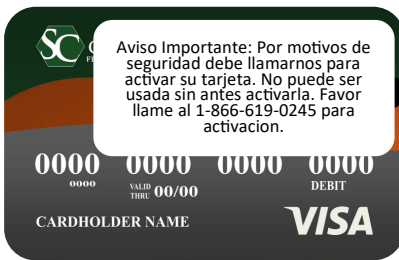 SC
Aviso Importante: Por motivos de
seguridad debe llamarnos para
activar su tarjeta. No puede ser
usada sin antes activarla. Favor
llame al 1-866-619-0245 para
activacion.
0000 0000 0000 0000
0000
VALID
THRU 00/00
DEBIT
CARDHOLDER NAME
VISA